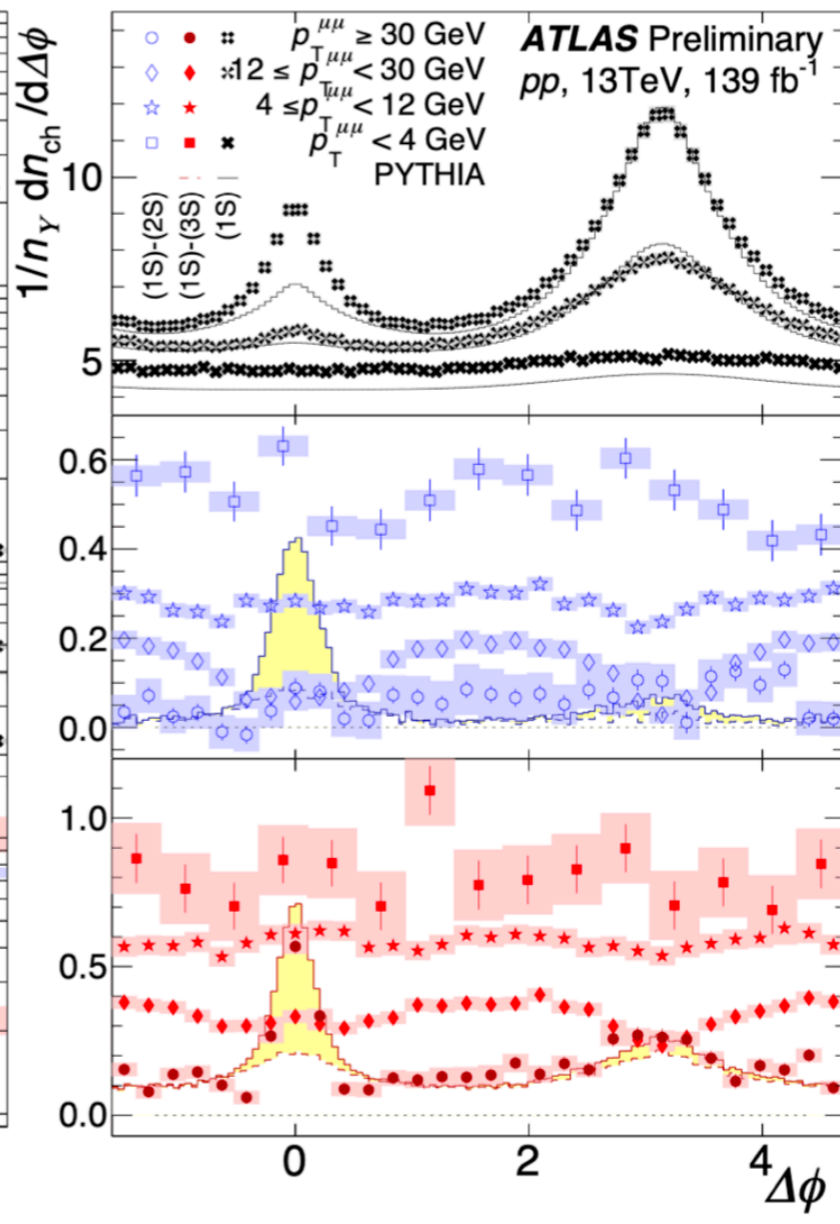 p_T^μμ ≥ 30 GeV
12 ≤ p_T^μμ < 30 GeV
4 ≤ p_T^μμ < 12 GeV
p_T^μμ < 4 GeV
PYTHIA
(1S)-(2S)
(1S)-(3S)
(1S)
ATLAS Preliminary
pp, 13TeV, 139 fb⁻¹
1/n_Υ dn_ch/dΔϕ
10
5
0.6
0.4
0.2
0.0
1.0
0.5
0.0
0 2 4
Δϕ